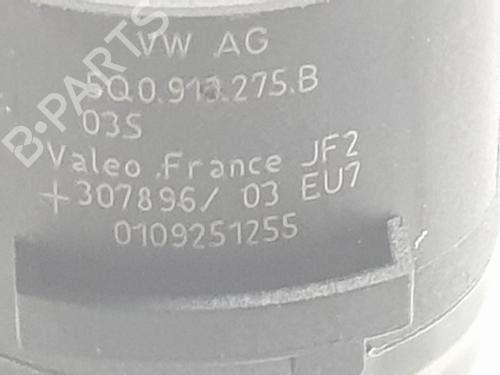 VW AG
5Q0.919.275.B
03S
Valeo France JF2
+307896/ 03 EU7
0109251255
B-PARTS